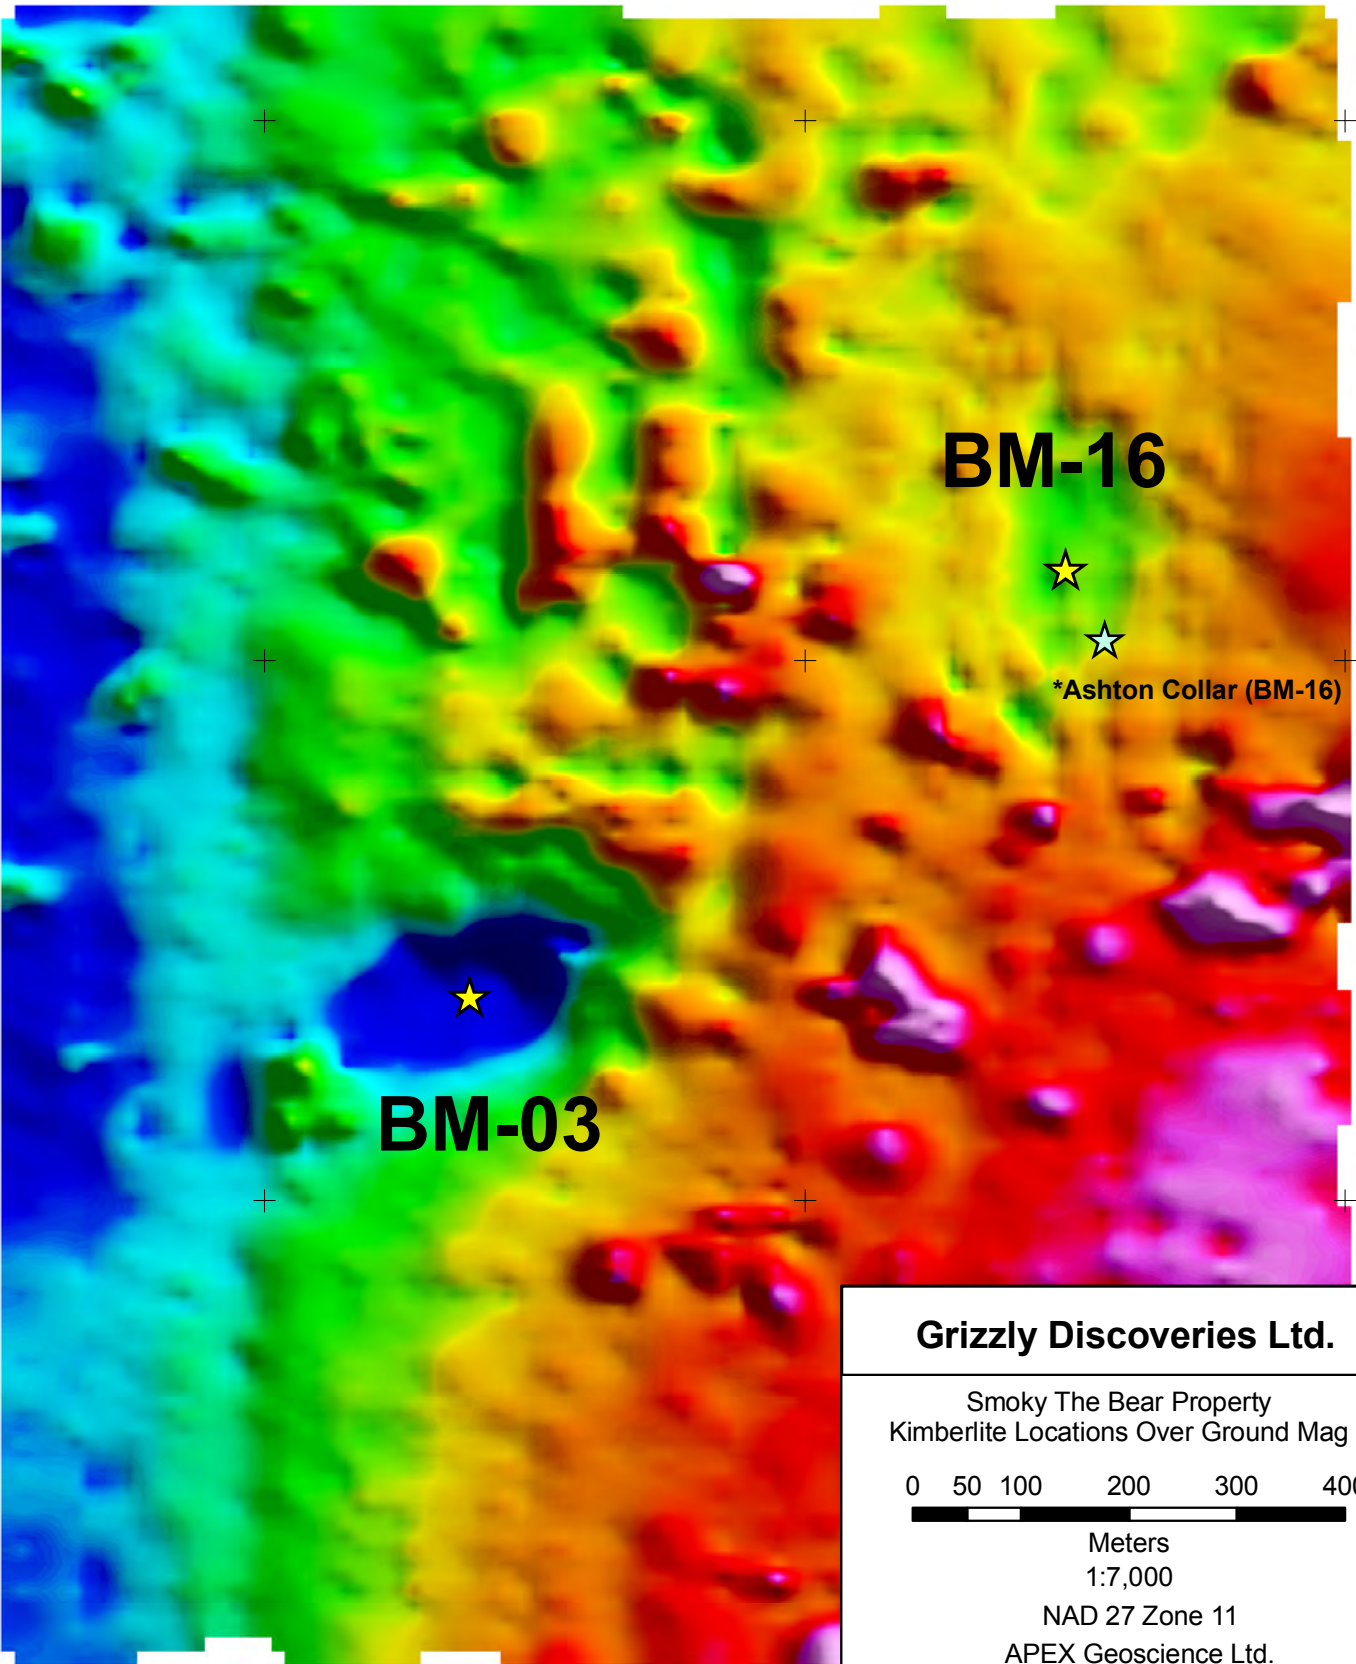 BM-16
*Ashton Collar (BM-16)
BM-03
Grizzly Discoveries Ltd.
Smoky The Bear Property
Kimberlite Locations Over Ground Mag
0 50 100 200 300
Meters
1:7,000
NAD 27 Zone 11
APEX Geoscience Ltd.